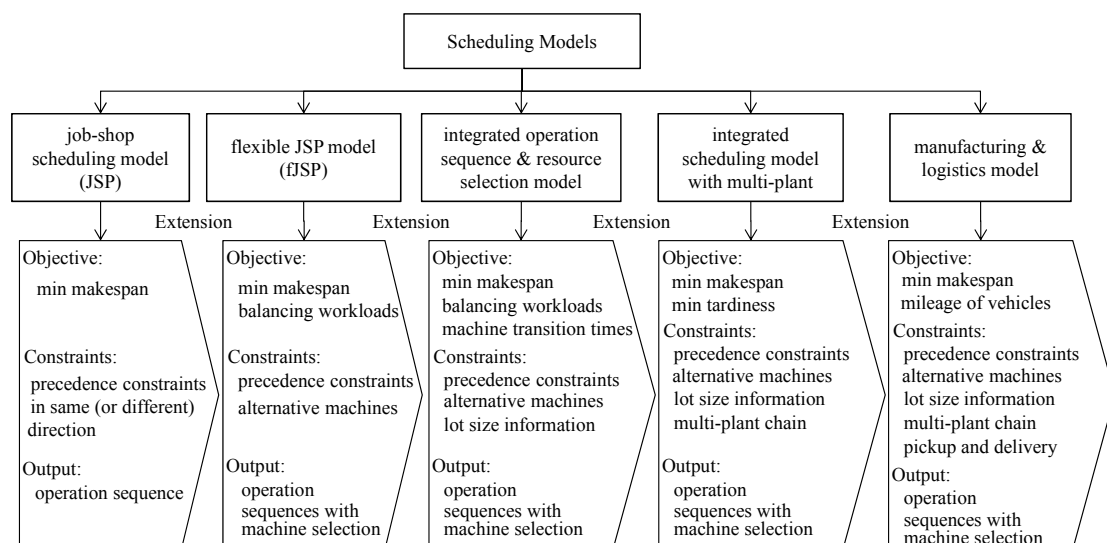 Scheduling Models
job-shop
scheduling model
(JSP)
flexible JSP model
(fJSP)
integrated operation
sequence & resource
selection model
integrated
scheduling model
with multi-plant
manufacturing &
logistics model
Extension
Extension
Extension
Extension
Objective:
min makespan
Constraints:
precedence constraints
in same (or different)
direction
Output:
operation sequence
Objective:
min makespan
balancing workloads
Constraints:
precedence constraints
alternative machines
Output:
operation
sequences with
machine selection
Objective:
min makespan
balancing workloads
machine transition times
Constraints:
precedence constraints
alternative machines
lot size information
Output:
operation
sequences with
machine selection
Objective:
min makespan
min tardiness
Constraints:
precedence constraints
alternative machines
lot size information
multi-plant chain
Output:
operation
sequences with
machine selection
Objective:
min makespan
mileage of vehicles
Constraints:
precedence constraints
alternative machines
lot size information
multi-plant chain
pickup and delivery
Output:
operation
sequences with
machine selection